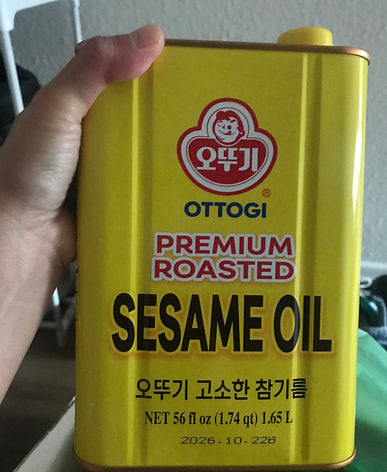 오뚜기
®
OTTOGI
PREMIUM
ROASTED
SESAME OIL
오뚜기 고소한 참기름
NET 56 fl oz (1.74 qt) 1.65 L
2026.10.22B